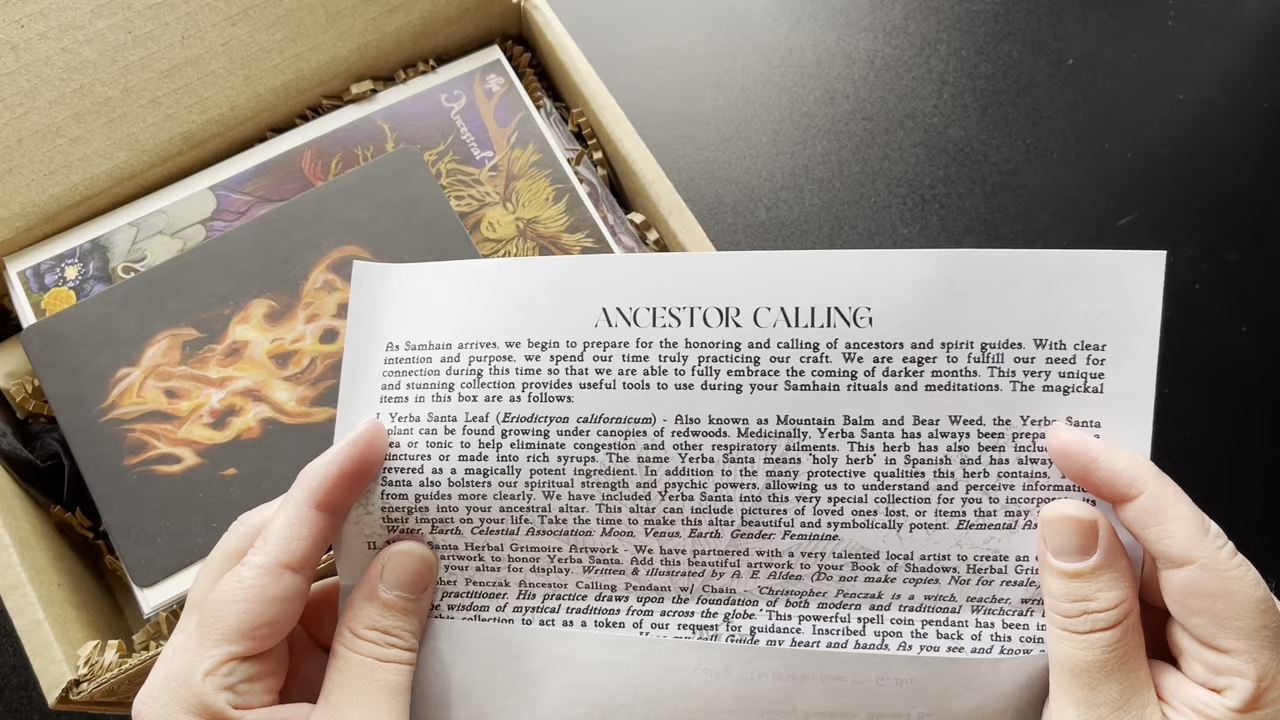 the
Ancestral
ANCESTOR CALLING
As Samhain arrives, we begin to prepare for the honoring and calling of ancestors and spirit guides. With clear
intention and purpose, we spend our time truly practicing our craft. We are eager to fulfill our need for
connection during this time so that we are able to fully embrace the coming of darker months. This very unique
and stunning collection provides useful tools to use during your Samhain rituals and meditations. The magickal
items in this box are as follows:
I. Yerba Santa Leaf (Eriodictyon californicum) - Also known as Mountain Balm and Bear Weed, the Yerba Santa
plant can be found growing under canopies of redwoods. Medicinally, Yerba Santa has always been
or tonic to help eliminate congestion and other respiratory ailments. This herb has also been
tinctures or made into rich syrups. The name Yerba Santa means "holy herb" in Spanish and has
revered as a magically potent ingredient. In addition to the many protective qualities this herb contains,
Santa also bolsters our spiritual strength and psychic powers, allowing us to understand and perceive
from guides more clearly. We have included Yerba Santa into this very special collection for you to
energies into your ancestral altar. This altar can include pictures of loved ones lost, or items that may
their impact on your life. Take the time to make this altar beautiful and symbolically potent. Elemental
Water, Earth. Celestial Association: Moon, Venus, Earth. Gender: Feminine.
II. Santa Herbal Grimoire Artwork - We have partnered with a very talented local artist to create an
artwork to honor Yerba Santa. Add this beautiful artwork to your Book of Shadows, Herbal
your altar for display. Written & illustrated by A. E. Alden. (Do not make copies. Not for resale.
Penczak Ancestor Calling Pendant w/ Chain - "Christopher Penczak is a witch, teacher,
practitioner. His practice draws upon the foundation of both modern and traditional Witchcraft
wisdom of mystical traditions from across the globe." This powerful spell coin pendant has been in
collection to act as a token of our request for guidance. Inscribed upon the back of this coin
Guide my heart and hands, As you see and know